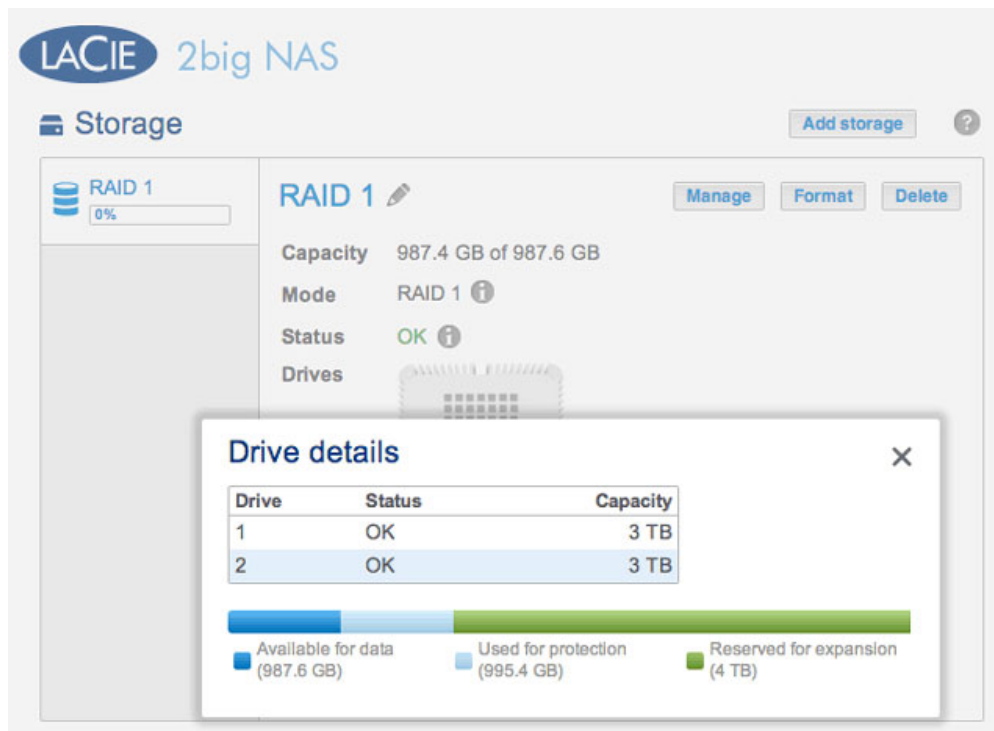 LACIE 2big NAS
Storage
Add storage
?
RAID 1
0%
RAID 1
Manage
Format
Delete
Capacity 987.4 GB of 987.6 GB
Mode RAID 1
Status OK
Drives
Drive details
Drive Status Capacity
1 OK 3 TB
2 OK 3 TB
Available for data
(987.6 GB)
Used for protection
(995.4 GB)
Reserved for expansion
(4 TB)